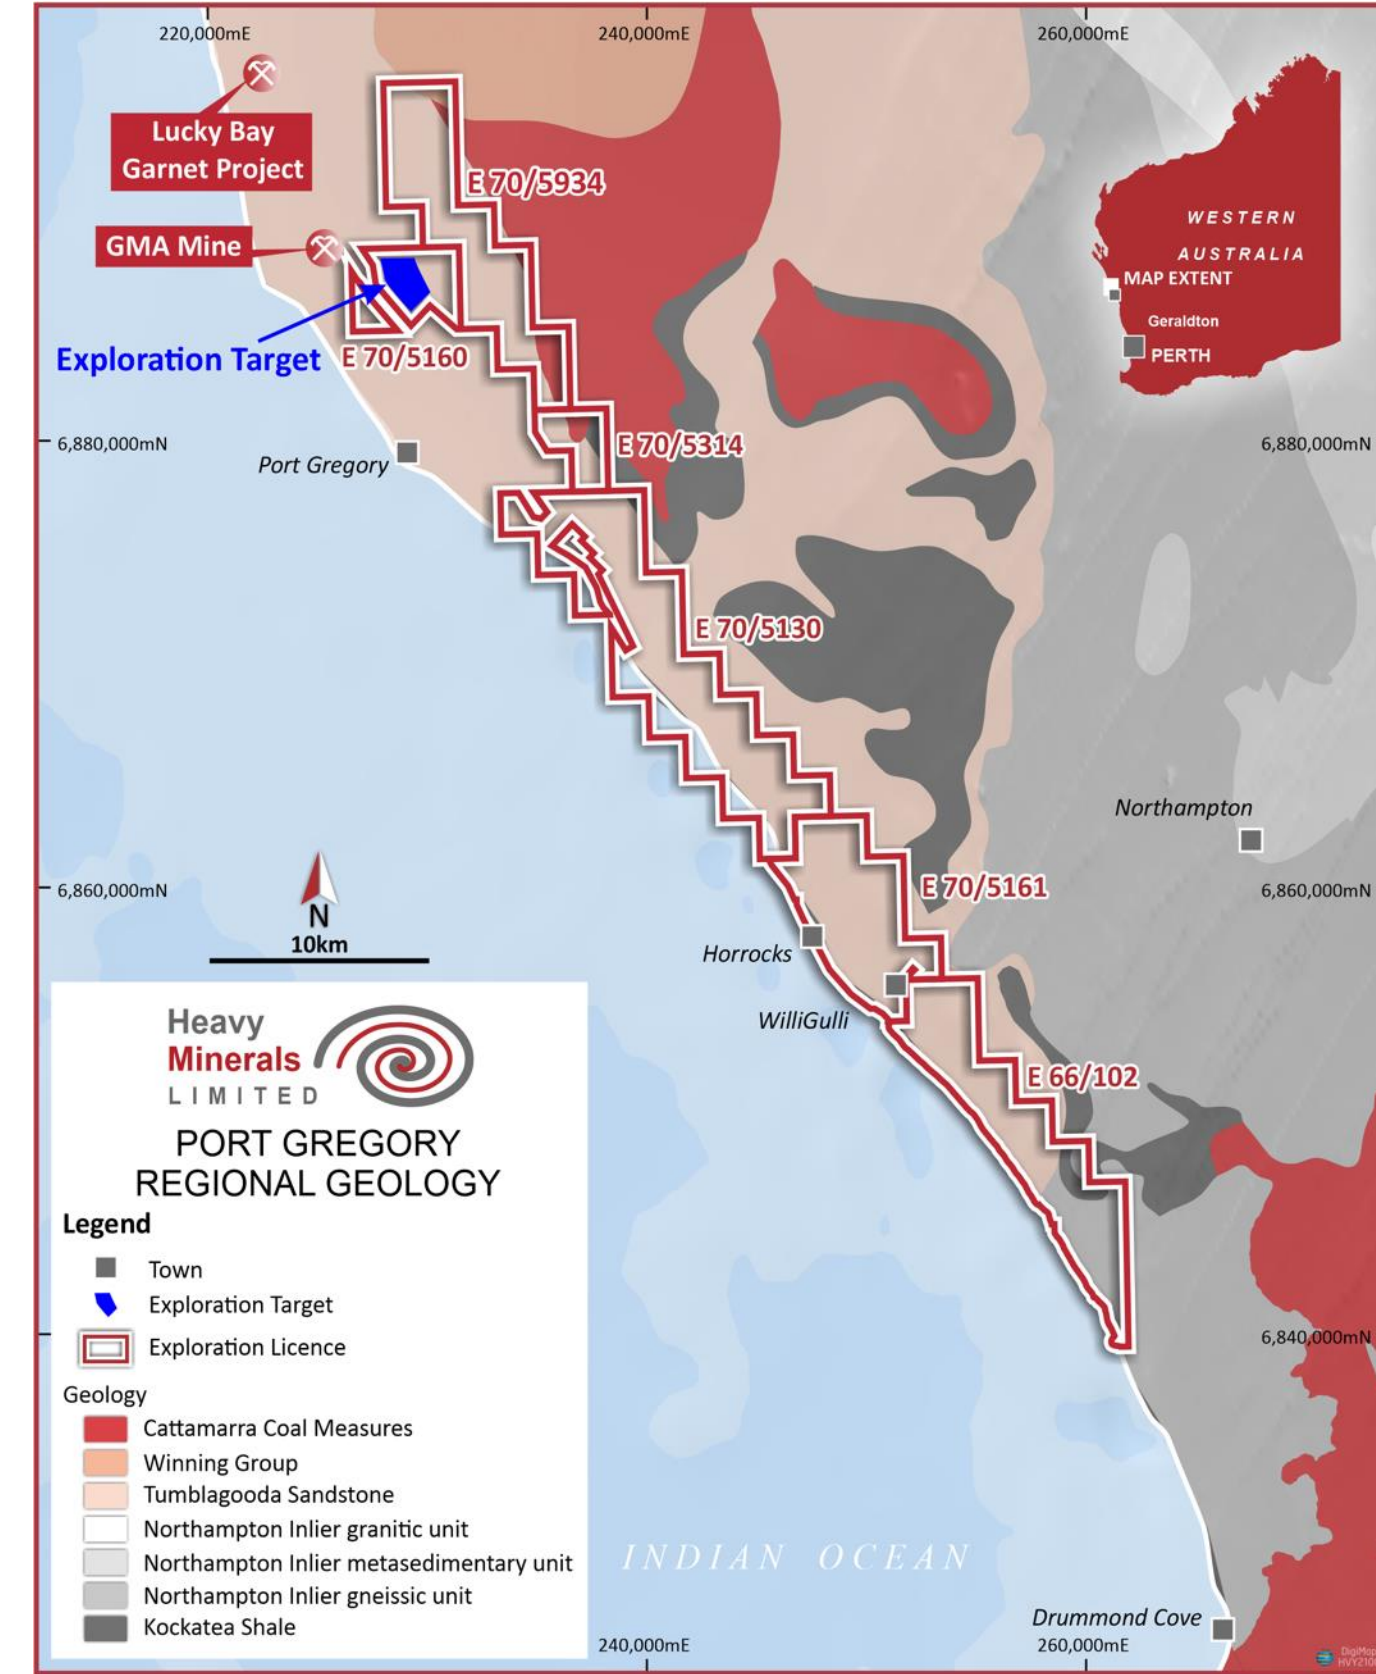 220,000mE
240,000mE
260,000mE
Lucky Bay
Garnet Project
E 70/5934
GMA Mine
WESTERN
AUSTRALIA
MAP EXTENT
Geraldton
PERTH
Exploration Target
E 70/5160
6,880,000mN
Port Gregory
E 70/5314
6,880,000mN
E 70/5130
Northampton
6,860,000mN
E 70/5161
6,860,000mN
N
10km
Horrocks
WilliGulli
E 66/102
Heavy
Minerals
LIMITED
PORT GREGORY
REGIONAL GEOLOGY
Legend
Town
Exploration Target
Exploration Licence
6,840,000mN
Geology
Cattamarra Coal Measures
Winning Group
Tumblagooda Sandstone
Northampton Inlier granitic unit
Northampton Inlier metasedimentary unit
Northampton Inlier gneissic unit
Kockatea Shale
INDIAN OCEAN
Drummond Cove
240,000mE
260,000mE